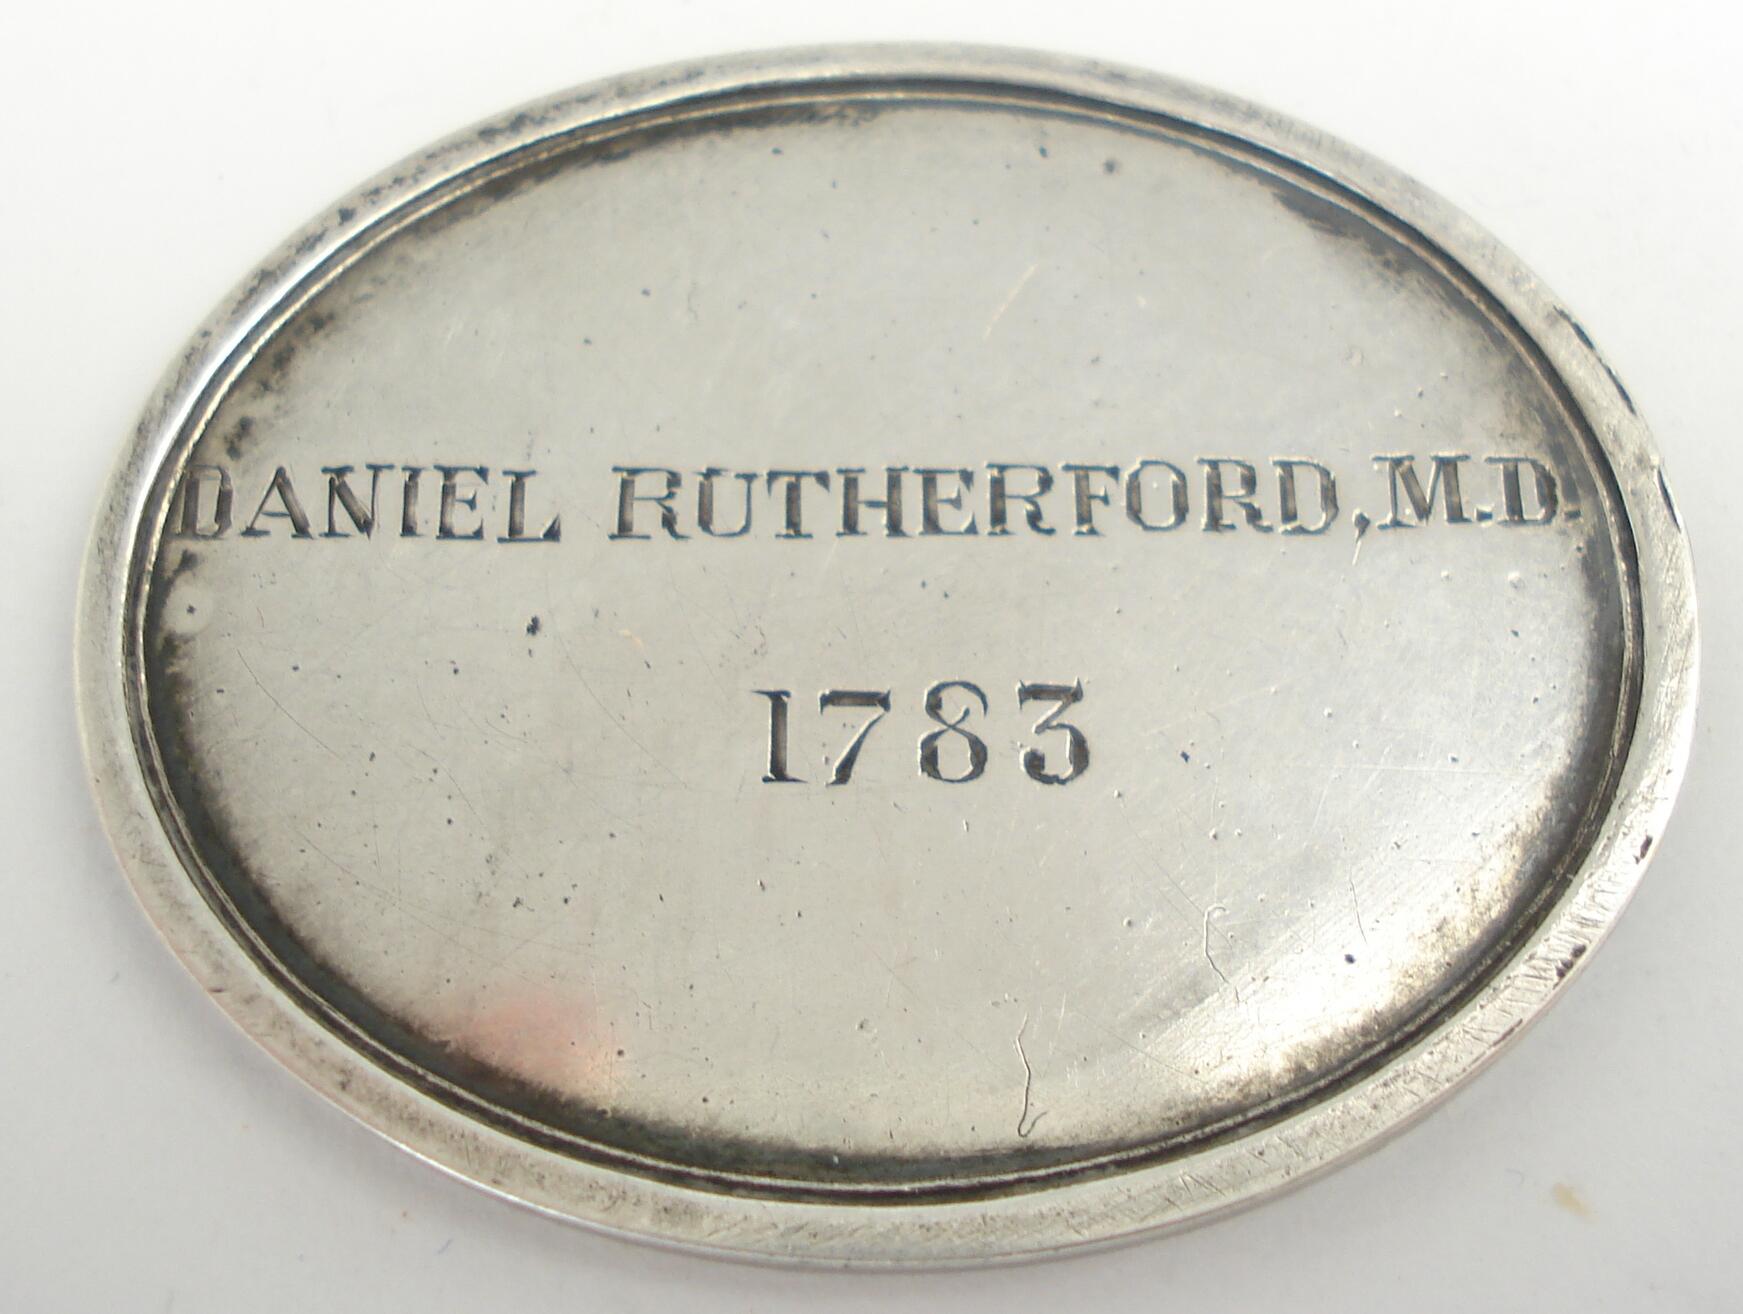 DANIEL RUTHERFORD, M.D.
1783